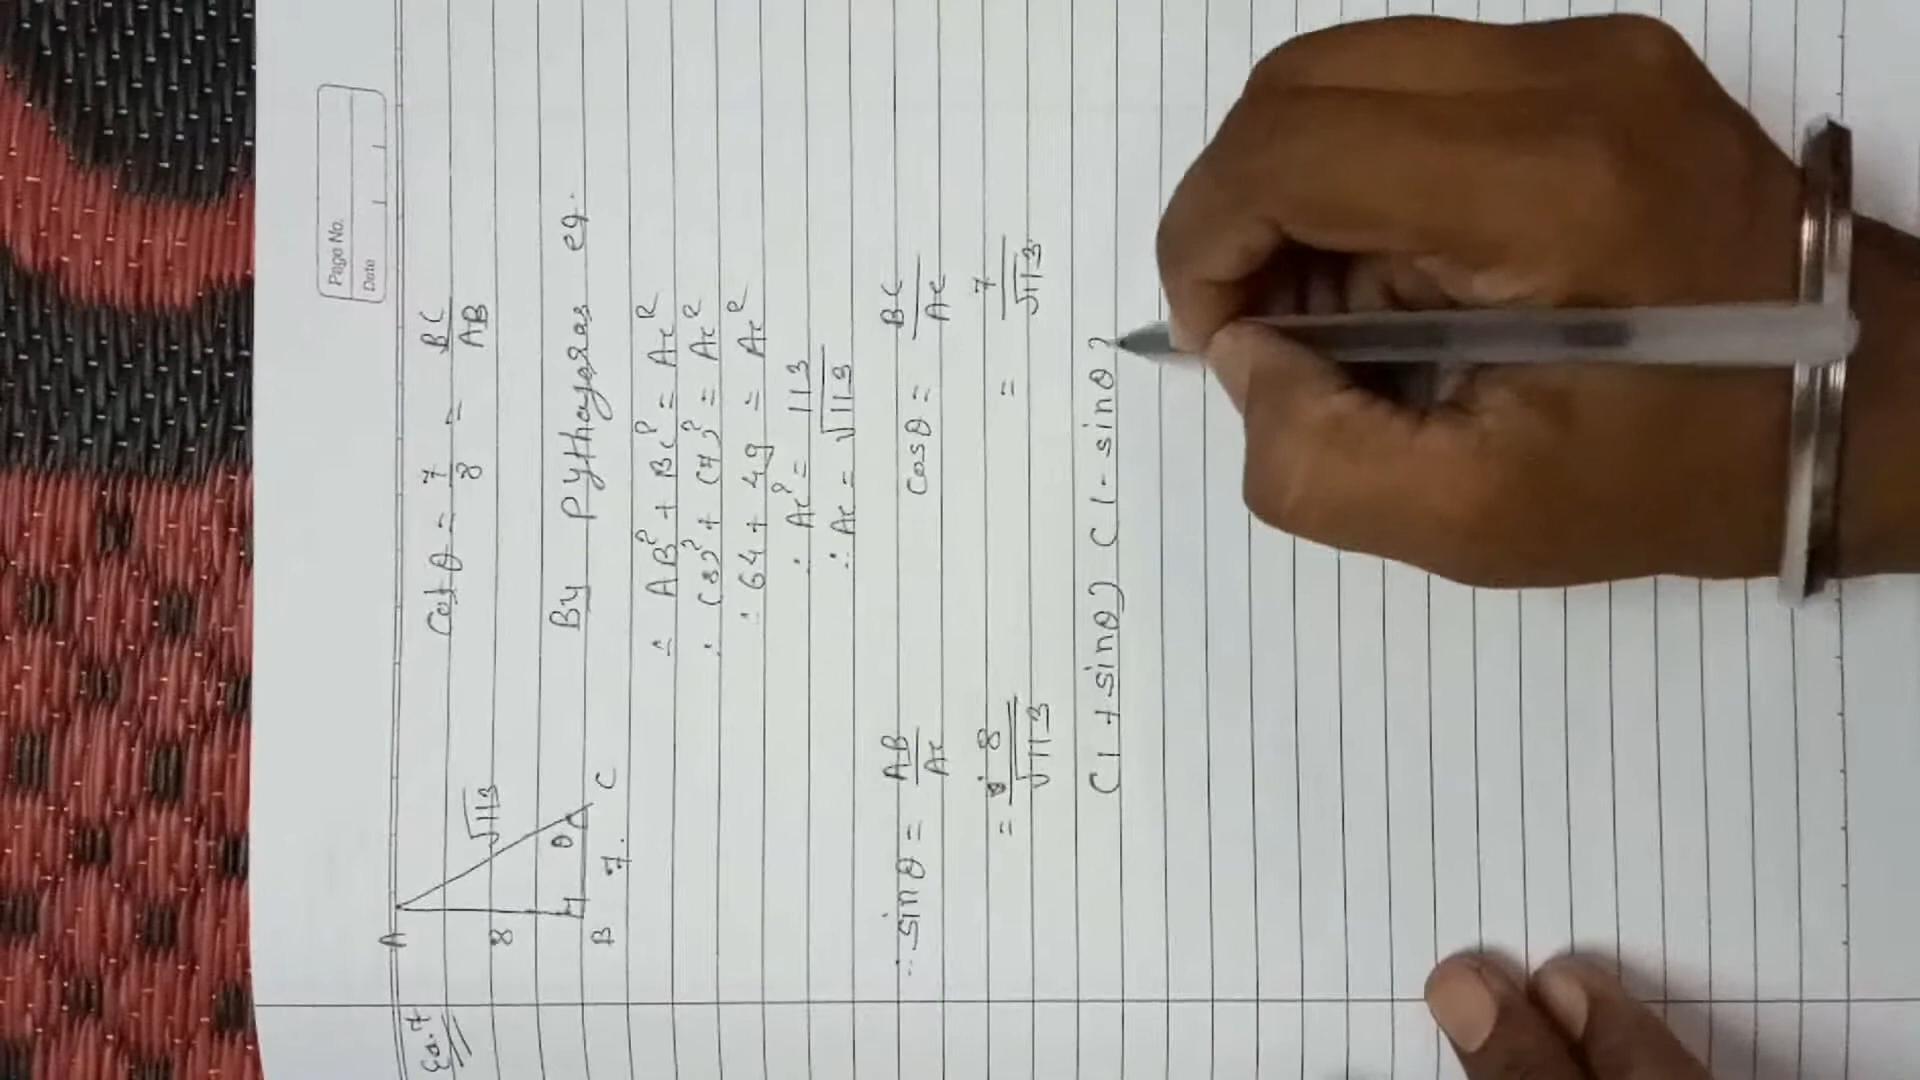 Page No.
Date
Ex.7
A
8
√113
θ
B 7. C
Cot θ = 7/8 = BC/AB
By Pythagoras eq.
∴ AB² + BC² = AC²
∴ (8)² + (7)² = AC²
∴ 64 + 49 = AC²
∴ AC² = 113
∴ AC = √113
∴ sin θ = AB/AC cos θ = BC/AC
= 8/√113 = 7/√113
(1 + sin θ) (1 - sin θ)